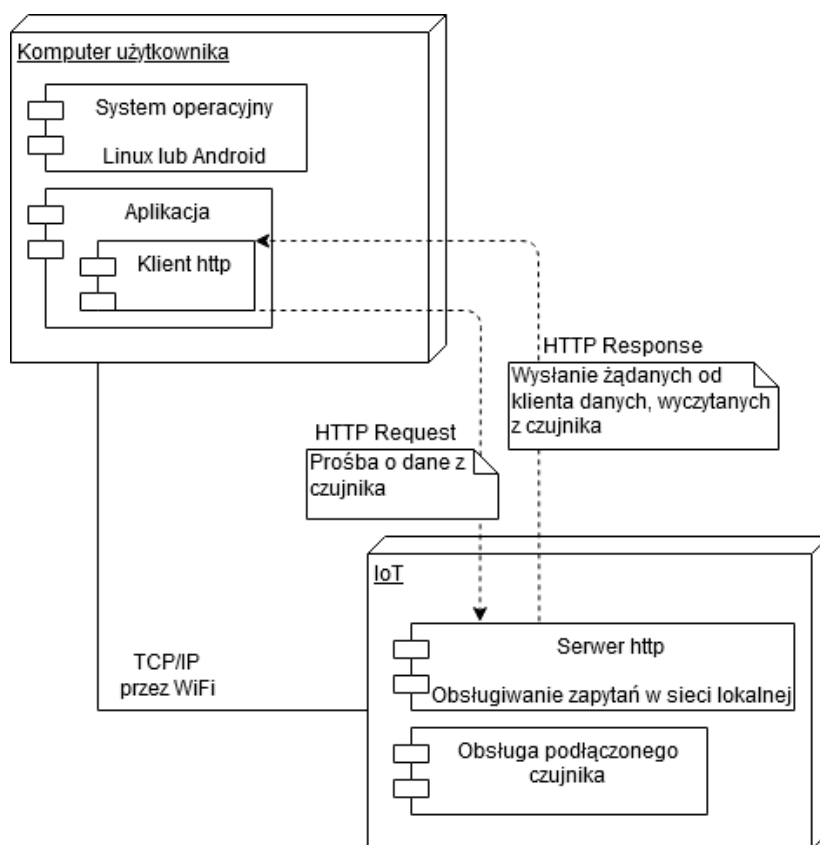 Komputer użytkownika
System operacyjny
Linux lub Android
Aplikacja
Klient http
HTTP Response
Wysłanie żądanych od
klienta danych, wyczytanych
z czujnika
HTTP Request
Prośba o dane z
czujnika
IoT
Serwer http
Obsługiwanie zapytań w sieci lokalnej
TCP/IP
przez WiFi
Obsługa podłączonego
czujnika